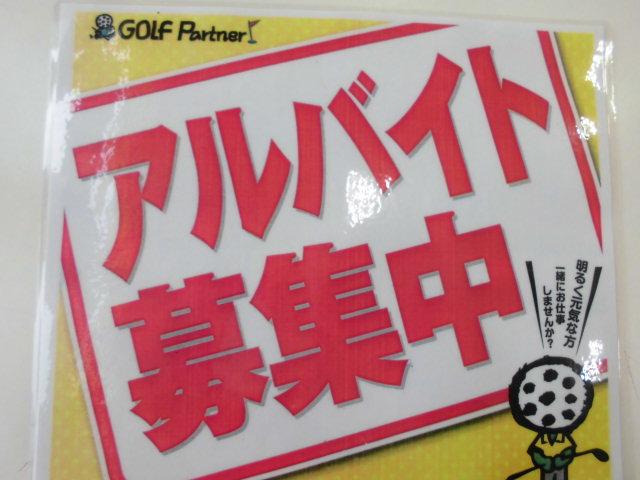 GOLF Partner
アルバイト
募集中
明るく元気な方
一緒にお仕事
しませんか?